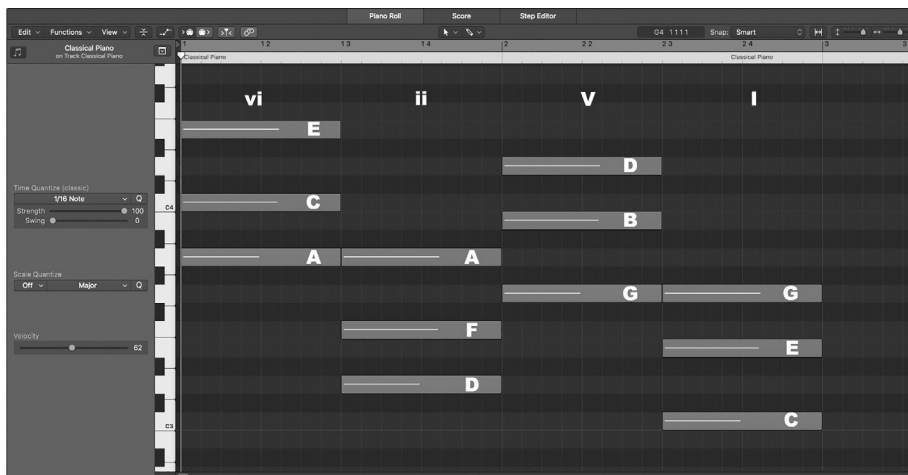 Piano Roll Score Step Editor
Edit Functions View G4 1111 Snap: Smart
Classical Piano
on Track Classical Piano
1 1 2 1 3 1 4 2 2 2 2 3 2 4 3 3
Classical Piano Classical Piano
vi ii V I
E
D
Time Quantize (classic)
1/16 Note Q
C
C4
Strength 100
Swing 0
B
A A
Scale Quantize
Off Major Q
G G
F
Velocity
62
E
D
C
C3